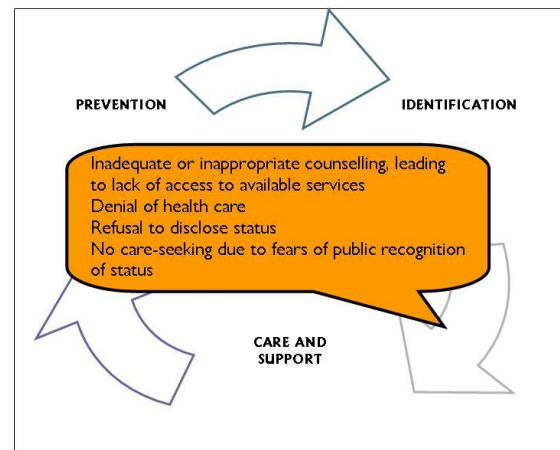 PREVENTION
IDENTIFICATION
Inadequate or inappropriate counselling, leading
to lack of access to available services
Denial of health care
Refusal to disclose status
No care-seeking due to fears of public recognition
of status
CARE AND
SUPPORT